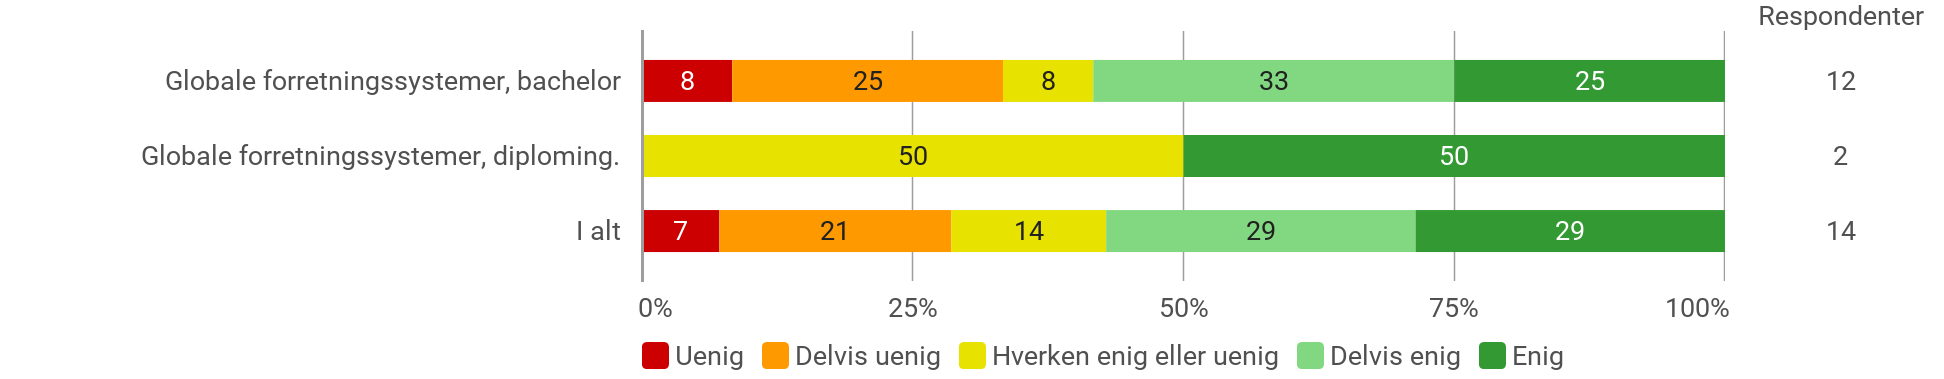 Respondenter
Globale forretningssystemer, bachelor 8 25 8 33 25 12
Globale forretningssystemer, diploming. 50 50 2
I alt 7 21 14 29 29 14
0% 25% 50% 75% 100%
Uenig Delvis uenig Hverken enig eller uenig Delvis enig Enig